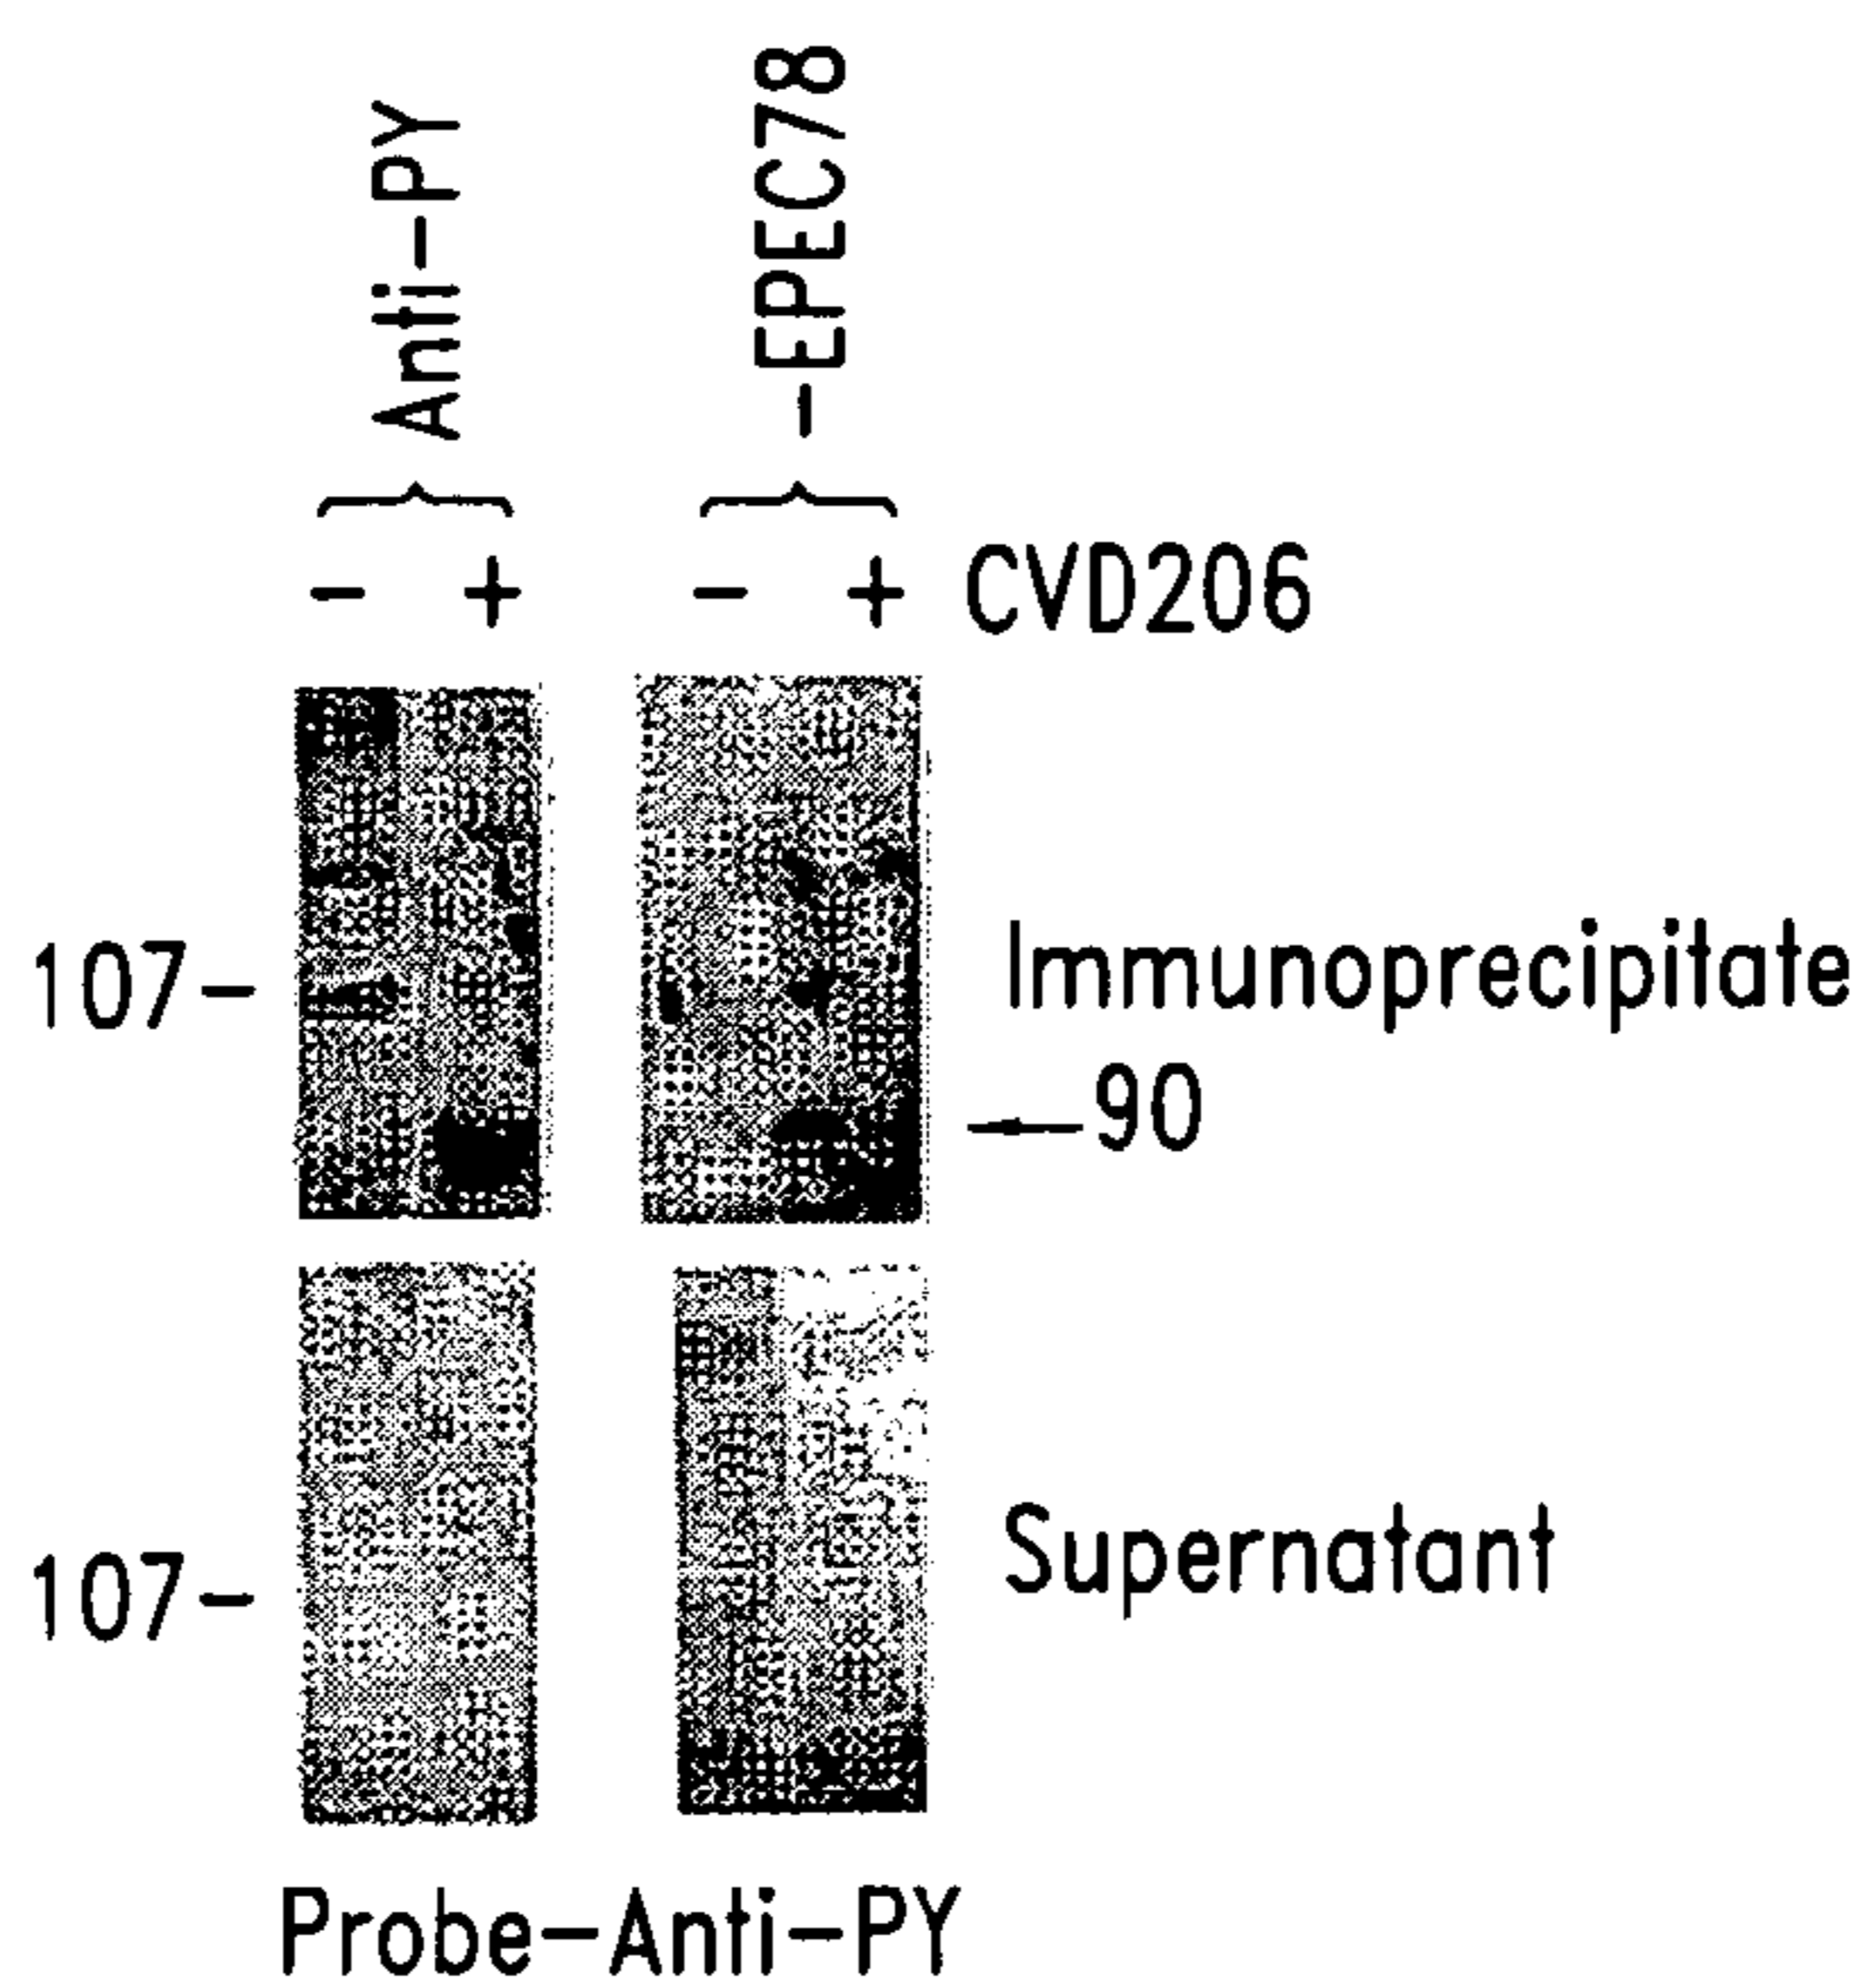 Anti-PY
-EPEC78
- + - + CVD206
107-
Immunoprecipitate
90
107-
Supernatant
Probe-Anti-PY